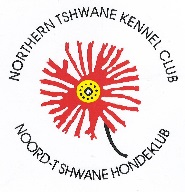 NORTHERN TSHWANE KENNEL CLUB
NOORD-TSHWANE HONDEKLUB